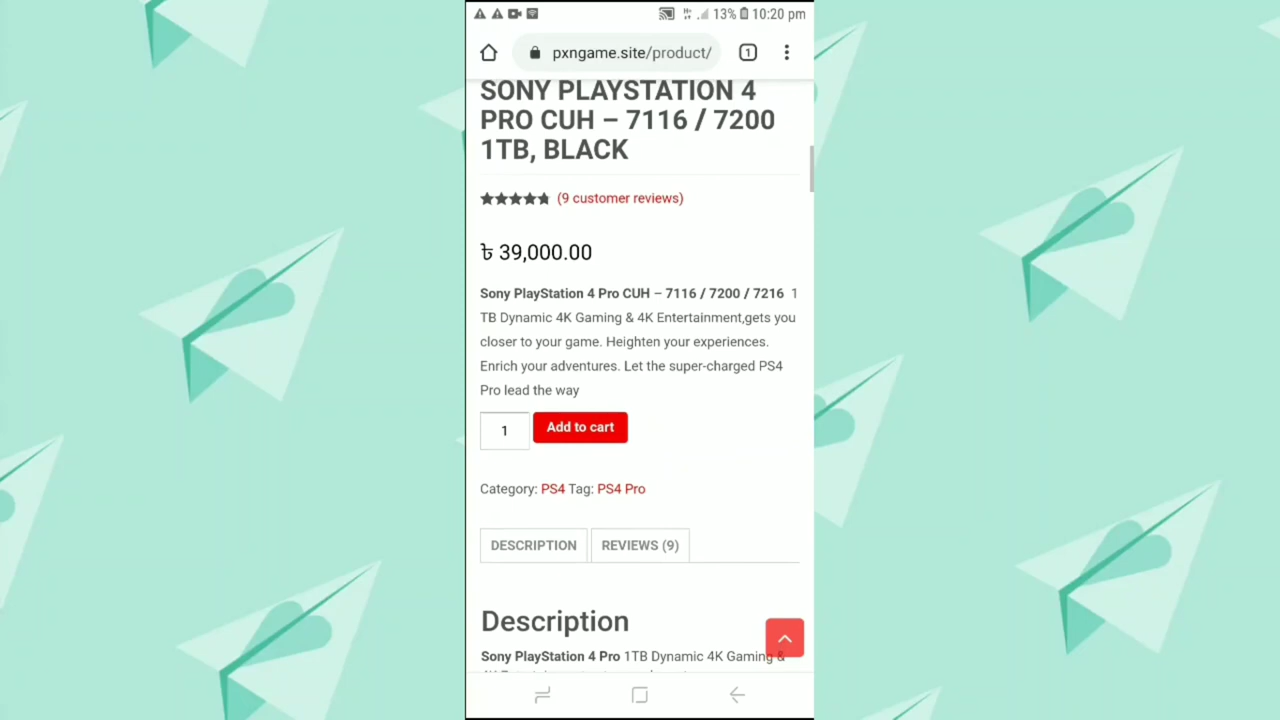 13% 10:20 pm
pxngame.site/product/ 1
SONY PLAYSTATION 4
PRO CUH – 7116 / 7200
1TB, BLACK
(9 customer reviews)
৳ 39,000.00
Sony PlayStation 4 Pro CUH – 7116 / 7200 / 7216 1
TB Dynamic 4K Gaming & 4K Entertainment,gets you
closer to your game. Heighten your experiences.
Enrich your adventures. Let the super-charged PS4
Pro lead the way
1 Add to cart
Category: PS4 Tag: PS4 Pro
DESCRIPTION REVIEWS (9)
Description
Sony PlayStation 4 Pro 1TB Dynamic 4K Gaming &